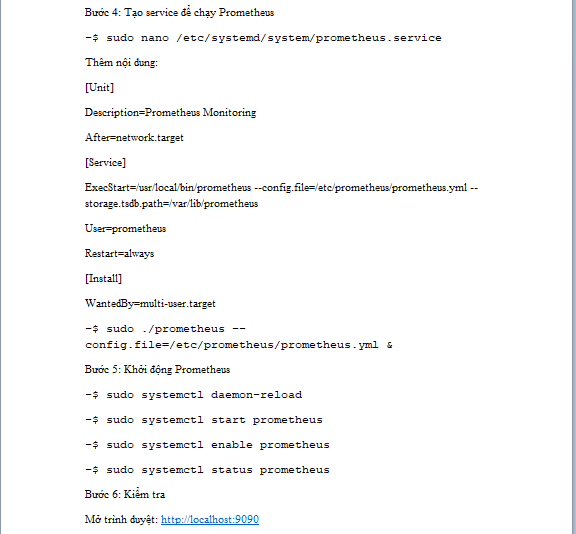 Bước 4: Tạo service để chạy Prometheus
~$ sudo nano /etc/systemd/system/prometheus.service
Thêm nội dung:
[Unit]
Description=Prometheus Monitoring
After=network.target
[Service]
ExecStart=/usr/local/bin/prometheus --config.file=/etc/prometheus/prometheus.yml --
storage.tsdb.path=/var/lib/prometheus
User=prometheus
Restart=always
[Install]
WantedBy=multi-user.target
~$ sudo ./prometheus --
config.file=/etc/prometheus/prometheus.yml &
Bước 5: Khởi động Prometheus
~$ sudo systemctl daemon-reload
~$ sudo systemctl start prometheus
~$ sudo systemctl enable prometheus
~$ sudo systemctl status prometheus
Bước 6: Kiểm tra
Mở trình duyệt: http://localhost:9090